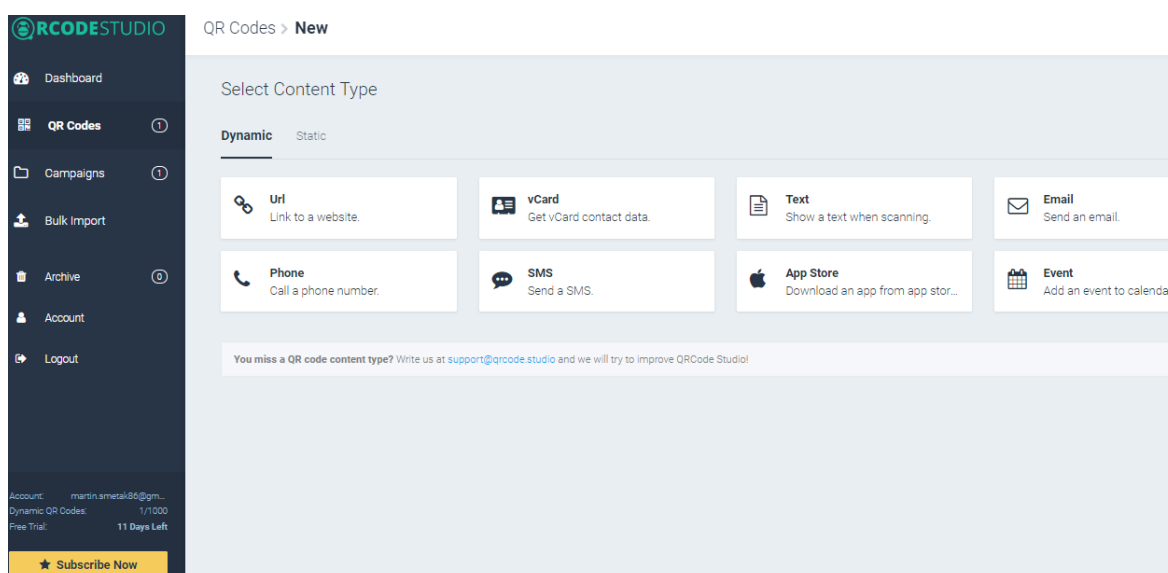 RCODESTUDIO
QR Codes > New
Dashboard
QR Codes 1
Campaigns 1
Bulk Import
Archive 0
Account
Logout
Account: martin.smetak86@gm...
Dynamic QR Codes: 1/1000
Free Trial: 11 Days Left
Subscribe Now
Select Content Type
Dynamic Static
Url
Link to a website.
vCard
Get vCard contact data.
Text
Show a text when scanning.
Email
Send an email.
Phone
Call a phone number.
SMS
Send a SMS.
App Store
Download an app from app stor...
Event
Add an event to calenda
You miss a QR code content type? Write us at support@qrcode.studio and we will try to improve QRCode Studio!